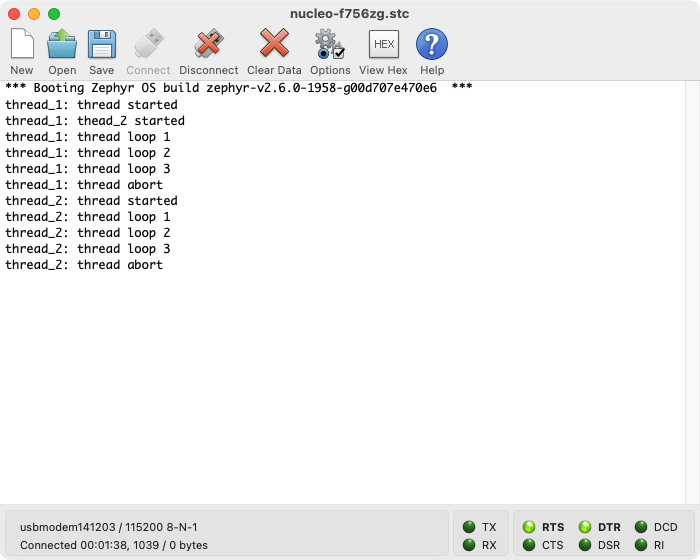 nucleo-f756zg.stc
New Open Save Connect Disconnect Clear Data Options HEX View Hex Help
*** Booting Zephyr OS build zephyr-v2.6.0-1958-g00d707e470e6  ***
thread_1: thread started
thread_1: thead_2 started
thread_1: thread loop 1
thread_1: thread loop 2
thread_1: thread loop 3
thread_1: thread abort
thread_2: thread started
thread_2: thread loop 1
thread_2: thread loop 2
thread_2: thread loop 3
thread_2: thread abort
usbmodem141203 / 115200 8-N-1
Connected 00:01:38, 1039 / 0 bytes
TX RTS DTR DCD
RX CTS DSR RI